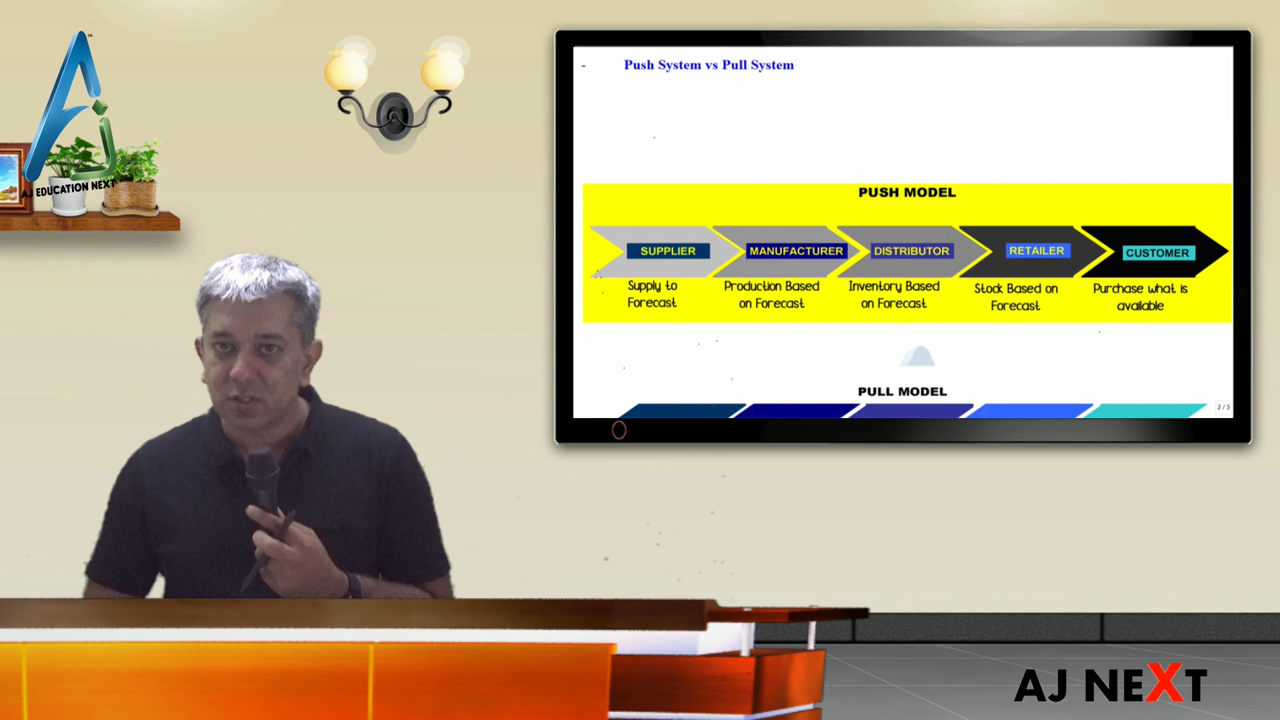 AJ EDUCATION NEXT
- Push System vs Pull System
PUSH MODEL
SUPPLIER MANUFACTURER DISTRIBUTOR RETAILER CUSTOMER
Supply to Production Based Inventory Based Stock Based on Purchase what is
Forecast on Forecast on Forecast Forecast available
PULL MODEL
2 / 3
AJ NEXT